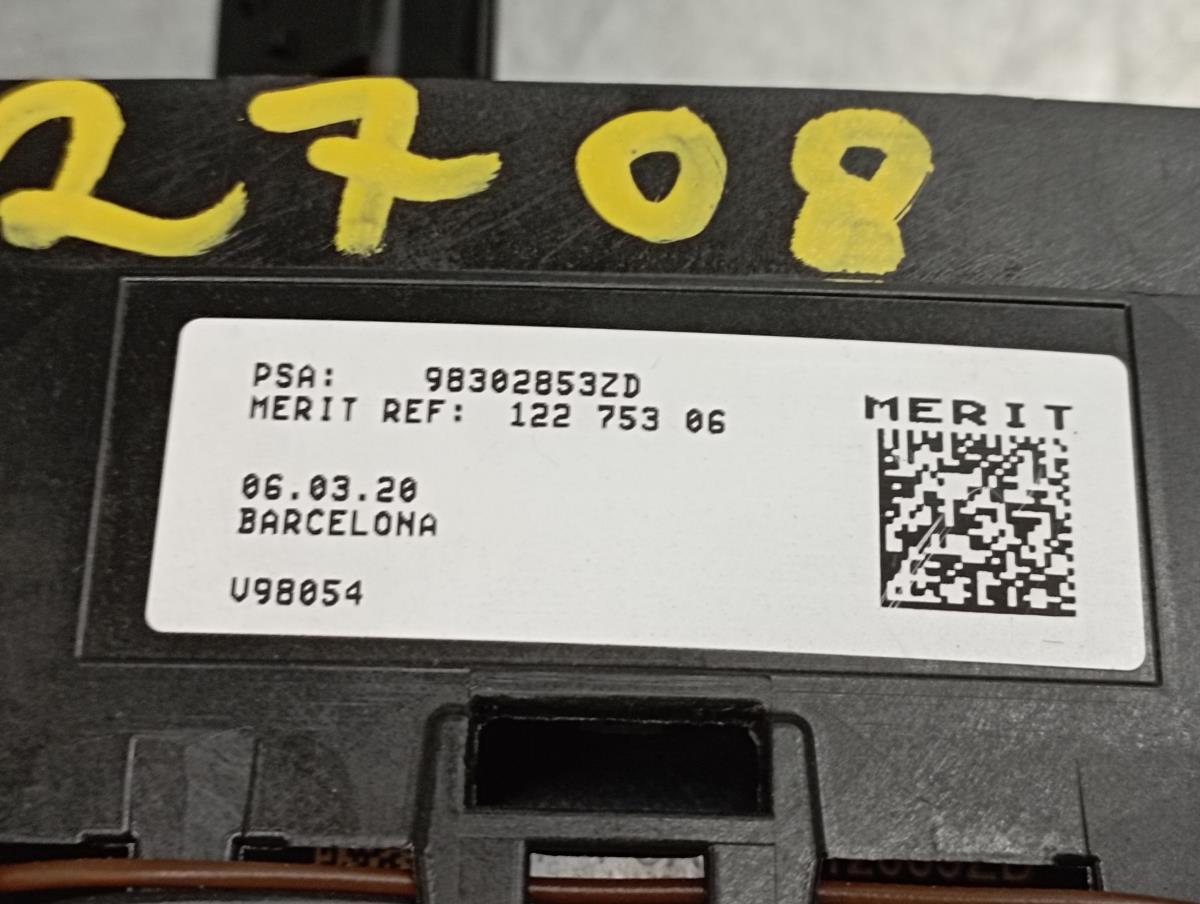 2708
PSA: 98302853ZD
MERIT REF: 122 753 06
MERIT
06.03.20
BARCELONA
V98054